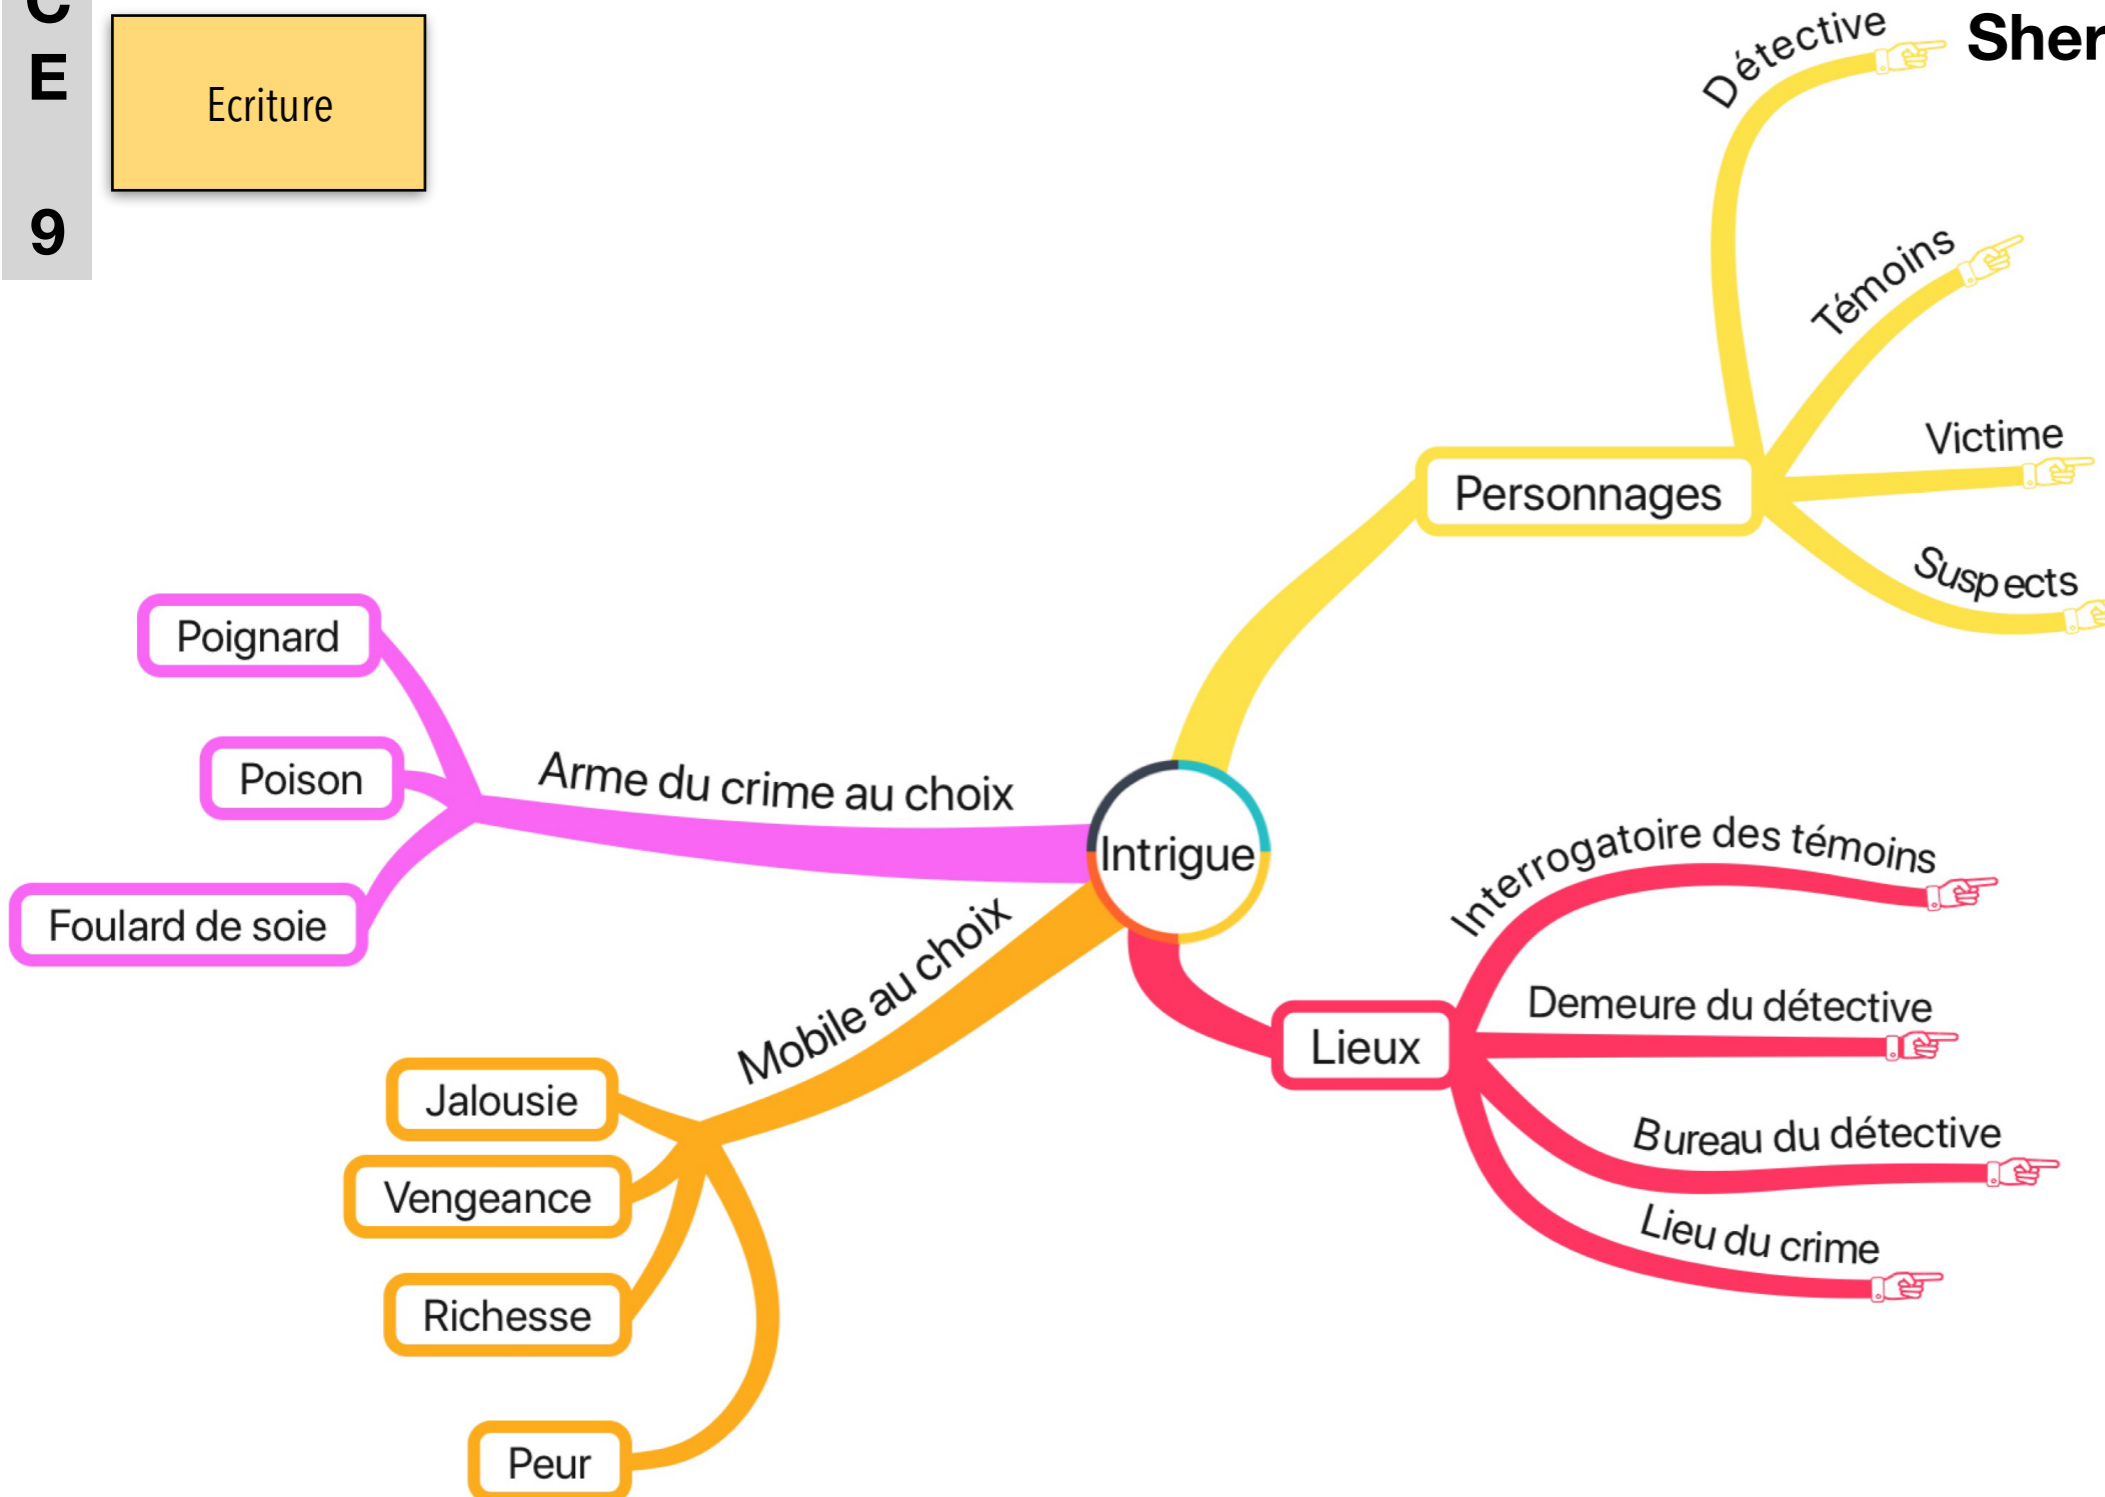 C
E
9
Ecriture
Détective
Sher
Témoins
Victime
Personnages
Suspects
Poignard
Poison
Foulard de soie
Arme du crime au choix
Intrigue
Mobile au choix
Jalousie
Vengeance
Richesse
Peur
Interrogatoire des témoins
Demeure du détective
Lieux
Bureau du détective
Lieu du crime